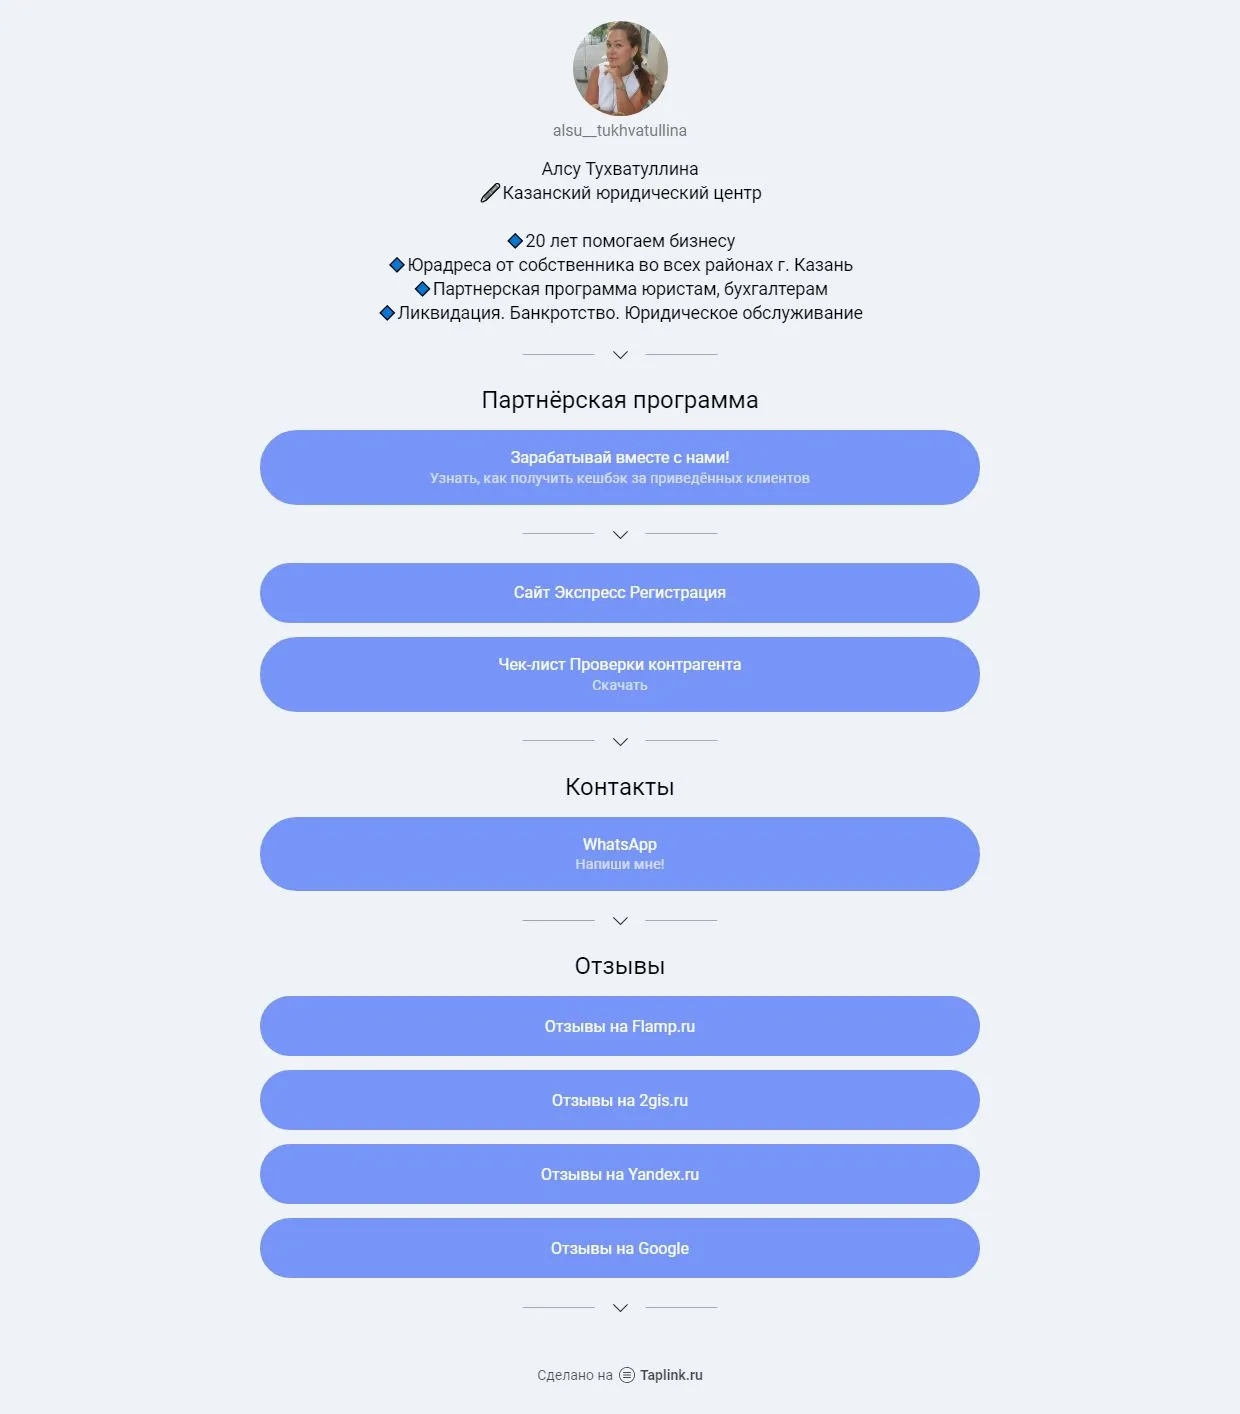 alsu__tukhvatullina
Алсу Тухватуллина
🖊Казанский юридический центр
🔹20 лет помогаем бизнесу
🔹Юрадреса от собственника во всех районах г. Казань
🔹Партнерская программа юристам, бухгалтерам
🔹Ликвидация. Банкротство. Юридическое обслуживание
Партнёрская программа
Зарабатывай вместе с нами!
Узнать, как получить кешбэк за приведённых клиентов
Сайт Экспресс Регистрация
Чек-лист Проверки контрагента
Скачать
Контакты
WhatsApp
Напиши мне!
Отзывы
Отзывы на Flamp.ru
Отзывы на 2gis.ru
Отзывы на Yandex.ru
Отзывы на Google
Сделано на Taplink.ru